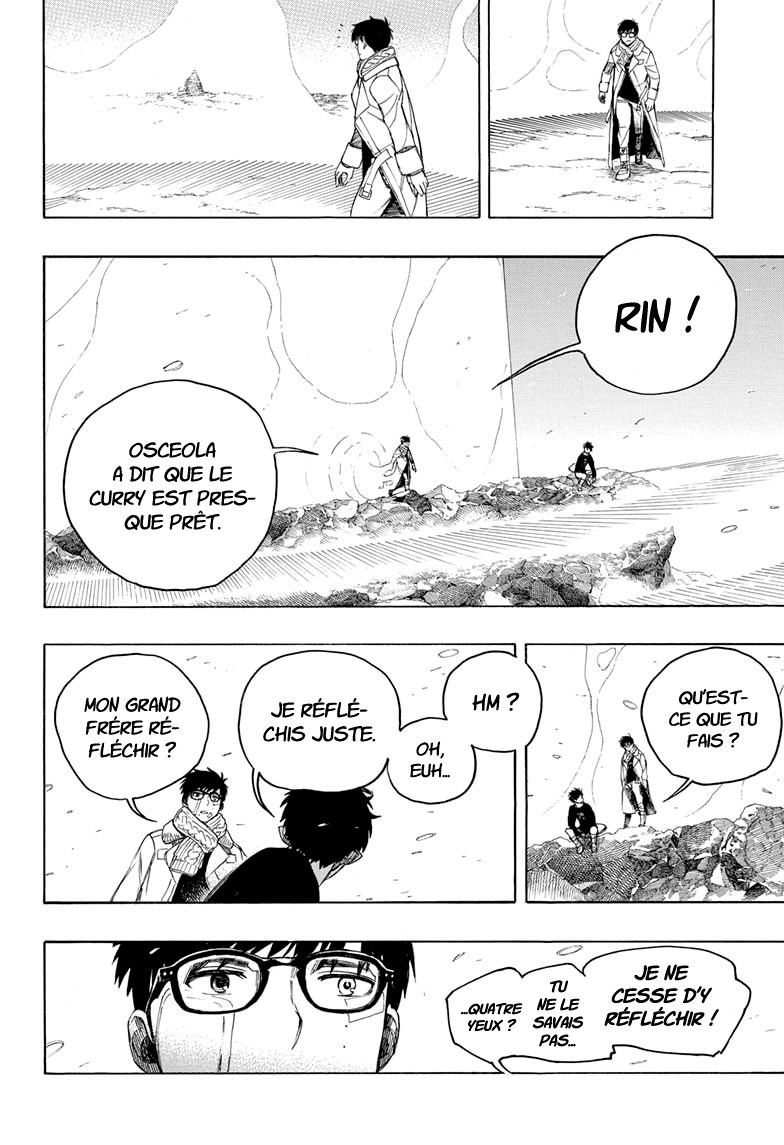 RIN !
OSCEOLA
A DIT QUE LE
CURRY EST PRES-
QUE PRÊT.
QU'EST-
CE QUE TU
FAIS ?
HM ?
OH,
EUH...
JE RÉFLÉ-
CHIS JUSTE.
MON GRAND
FRÉRE RÉ-
FLÉCHIR ?
JE NE
CESSE D'Y
RÉFLÉCHIR !
TU
NE LE
SAVAIS
PAS...
...QUATRE
YEUX ?